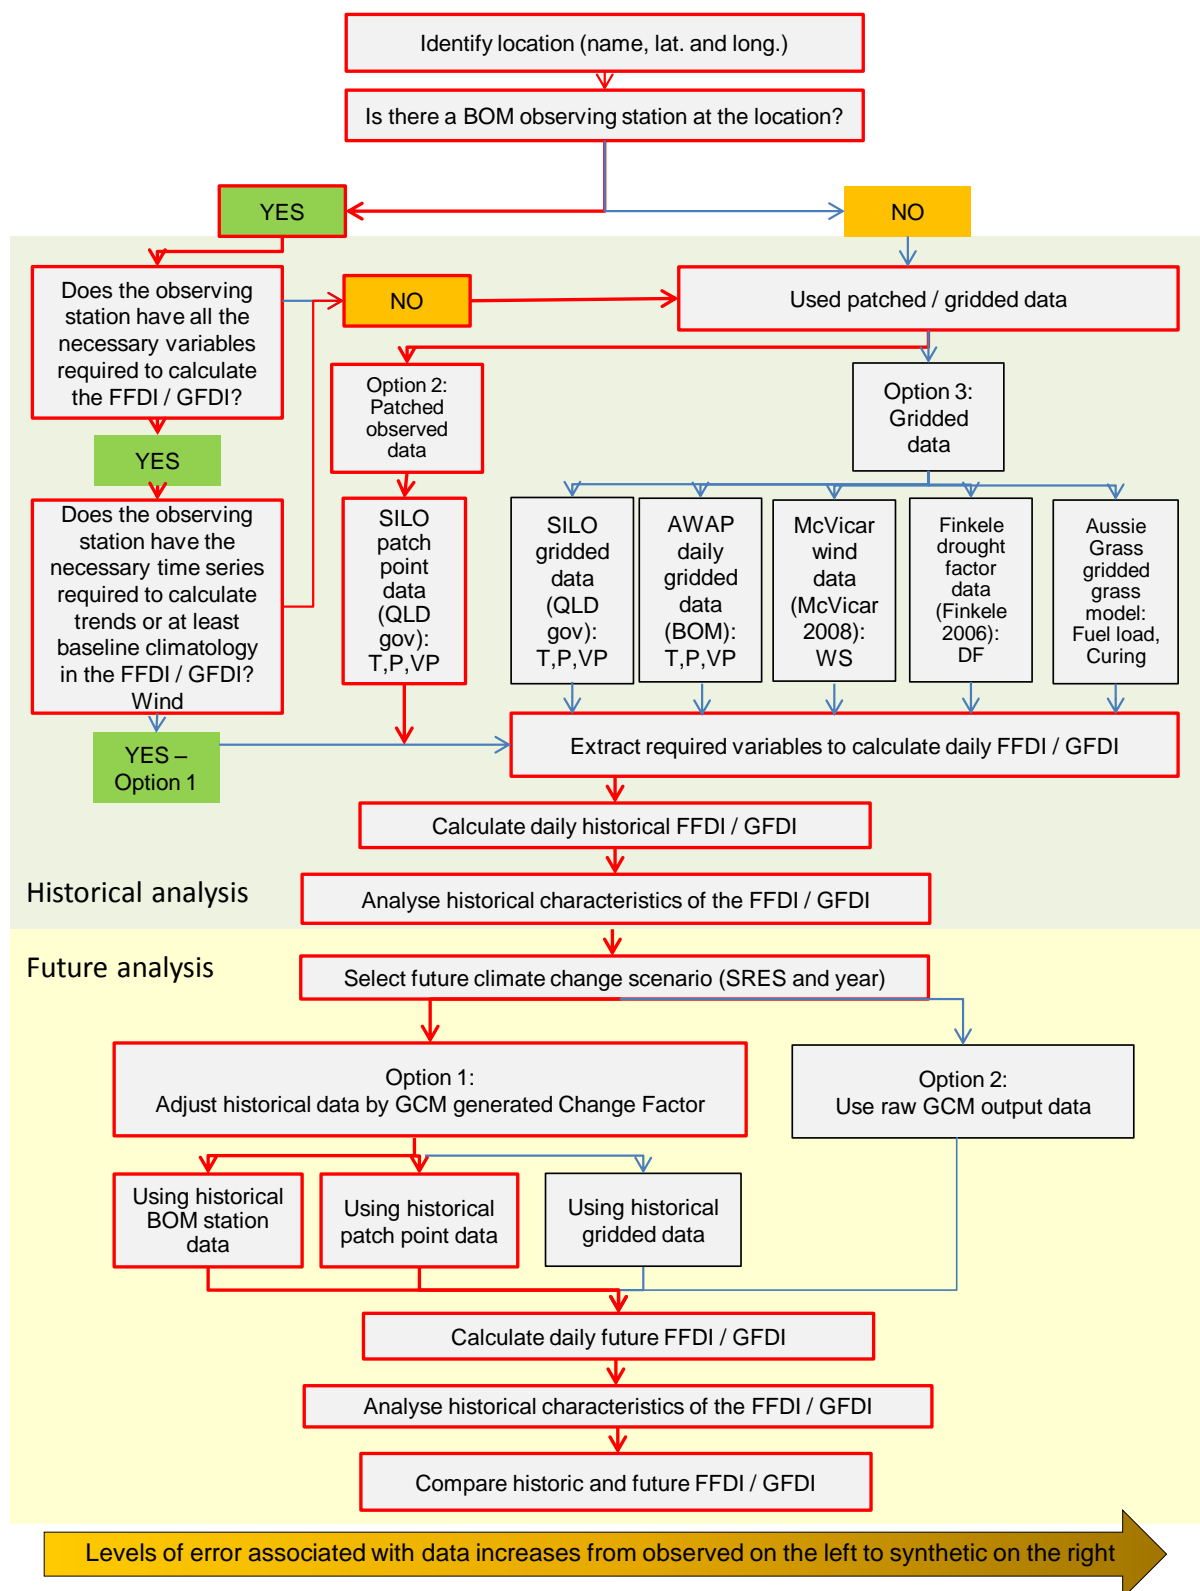 Identify location (name, lat. and long.)
Is there a BOM observing station at the location?
YES
NO
Does the observing
station have all the
necessary variables
required to calculate
the FFDI / GFDI?
NO
Used patched / gridded data
Option 2:
Patched
observed
data
Option 3:
Gridded
data
YES
Does the observing
station have the
necessary time series
required to calculate
trends or at least
baseline climatology
in the FFDI / GFDI?
Wind
SILO
patch
point
data
(QLD
gov):
T,P,VP
SILO
gridded
data
(QLD
gov):
T,P,VP
AWAP
daily
gridded
data
(BOM):
T,P,VP
McVicar
wind
data
(McVicar
2008):
WS
Finkele
drought
factor
data
(Finkele
2006):
DF
Aussie
Grass
gridded
grass
model:
Fuel load,
Curing
YES –
Option 1
Extract required variables to calculate daily FFDI / GFDI
Calculate daily historical FFDI / GFDI
Historical analysis
Analyse historical characteristics of the FFDI / GFDI
Future analysis
Select future climate change scenario (SRES and year)
Option 1:
Adjust historical data by GCM generated Change Factor
Option 2:
Use raw GCM output data
Using historical
BOM station
data
Using historical
patch point data
Using historical
gridded data
Calculate daily future FFDI / GFDI
Analyse historical characteristics of the FFDI / GFDI
Compare historic and future FFDI / GFDI
Levels of error associated with data increases from observed on the left to synthetic on the right